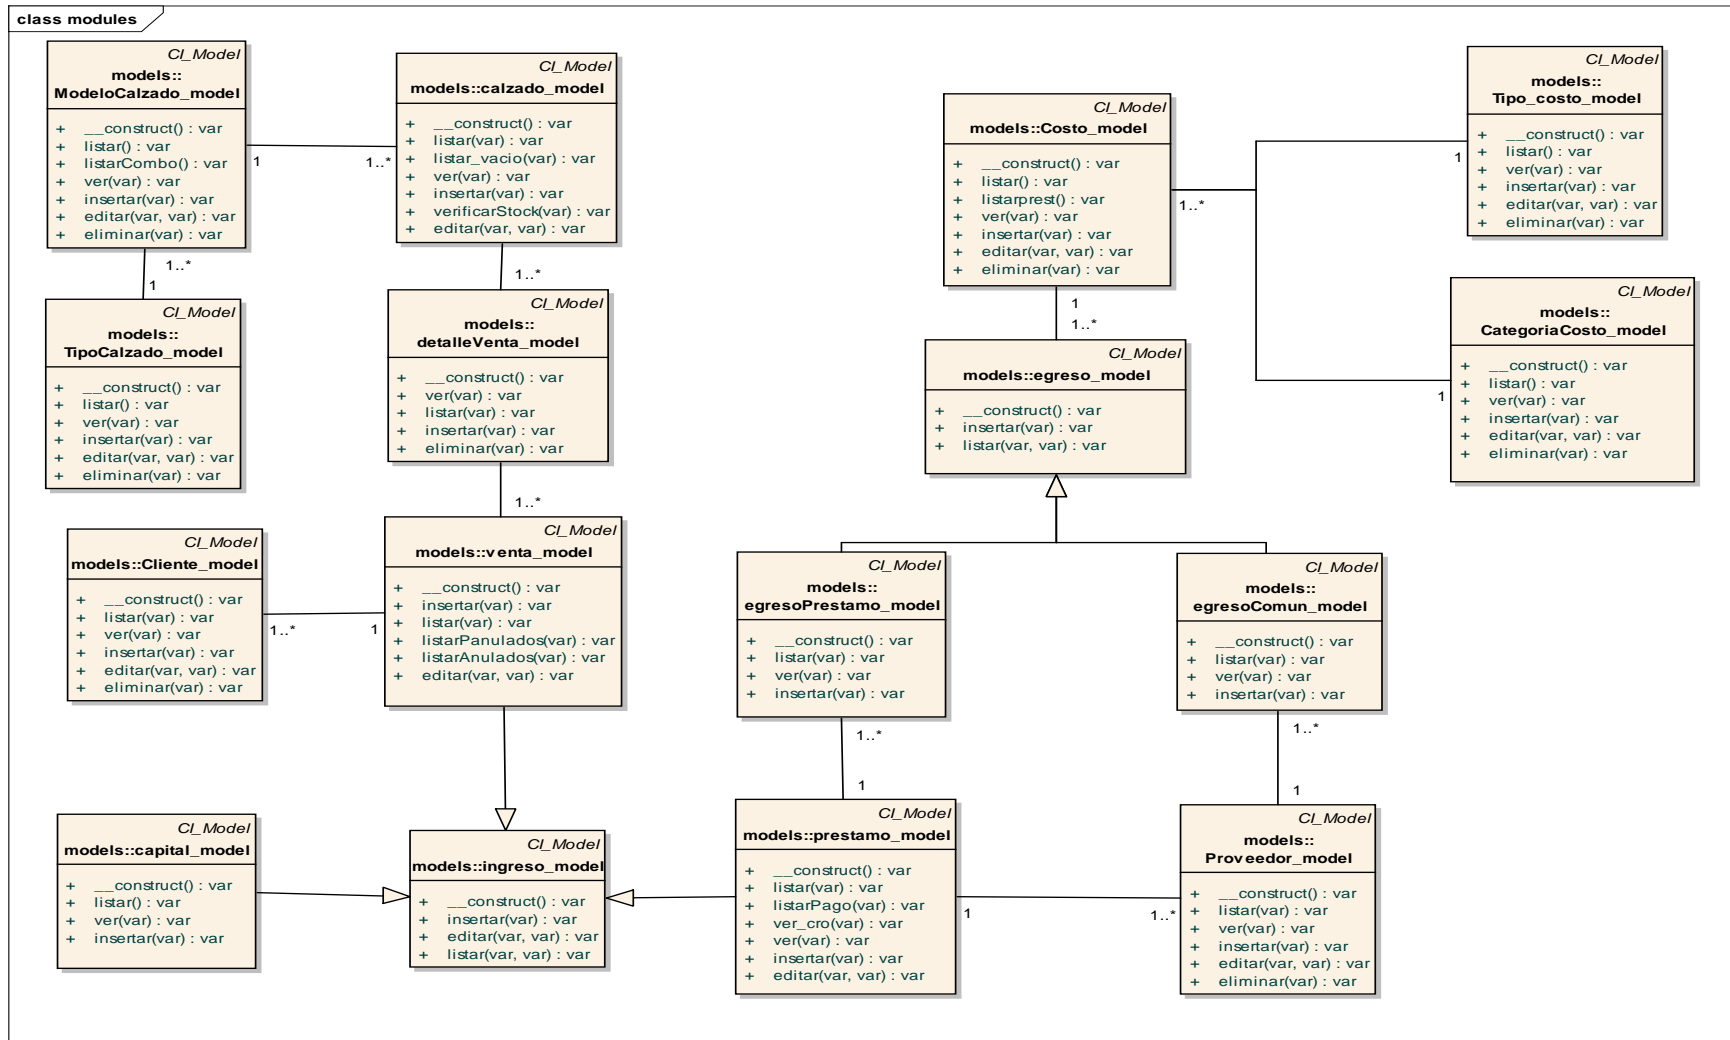 class modules
CI_Model
models::
ModeloCalzado_model
+ __construct() : var
+ listar() : var
+ listarCombo() : var
+ ver(var) : var
+ insertar(var) : var
+ editar(var, var) : var
+ eliminar(var) : var
1
1..*
CI_Model
models::calzado_model
+ __construct() : var
+ listar(var) : var
+ listar_vacio(var) : var
+ ver(var) : var
+ insertar(var) : var
+ verificarStock(var) : var
+ editar(var, var) : var
1..*
1
CI_Model
models::
TipoCalzado_model
+ __construct() : var
+ listar() : var
+ ver(var) : var
+ insertar(var) : var
+ editar(var, var) : var
+ eliminar(var) : var
1..*
CI_Model
models::
detalleVenta_model
+ __construct() : var
+ ver(var) : var
+ listar(var) : var
+ insertar(var) : var
+ eliminar(var) : var
1..*
CI_Model
models::Cliente_model
+ __construct() : var
+ listar(var) : var
+ ver(var) : var
+ insertar(var) : var
+ editar(var, var) : var
+ eliminar(var) : var
1..*
1
CI_Model
models::venta_model
+ __construct() : var
+ insertar(var) : var
+ listar(var) : var
+ listarPanulados(var) : var
+ listarAnulados(var) : var
+ editar(var, var) : var
CI_Model
models::capital_model
+ __construct() : var
+ listar() : var
+ ver(var) : var
+ insertar(var) : var
CI_Model
models::ingreso_model
+ __construct() : var
+ insertar(var) : var
+ editar(var, var) : var
+ listar(var, var) : var
CI_Model
models::Costo_model
+ __construct() : var
+ listar() : var
+ listarprest() : var
+ ver(var) : var
+ insertar(var) : var
+ editar(var, var) : var
+ eliminar(var) : var
1..*
1
1
CI_Model
models::
Tipo_costo_model
+ __construct() : var
+ listar() : var
+ ver(var) : var
+ insertar(var) : var
+ editar(var, var) : var
+ eliminar(var) : var
CI_Model
models::
CategoriaCosto_model
+ __construct() : var
+ listar() : var
+ ver(var) : var
+ insertar(var) : var
+ editar(var, var) : var
+ eliminar(var) : var
1
1..*
CI_Model
models::egreso_model
+ __construct() : var
+ insertar(var) : var
+ listar(var, var) : var
CI_Model
models::
egresoPrestamo_model
+ __construct() : var
+ listar(var) : var
+ ver(var) : var
+ insertar(var) : var
CI_Model
models::
egresoComun_model
+ __construct() : var
+ listar(var) : var
+ ver(var) : var
+ insertar(var) : var
1..*
1
1..*
1
CI_Model
models::prestamo_model
+ __construct() : var
+ listar(var) : var
+ listarPago(var) : var
+ ver_cro(var) : var
+ ver(var) : var
+ insertar(var) : var
+ editar(var, var) : var
1
1..*
CI_Model
models::
Proveedor_model
+ __construct() : var
+ listar(var) : var
+ ver(var) : var
+ insertar(var) : var
+ editar(var, var) : var
+ eliminar(var) : var